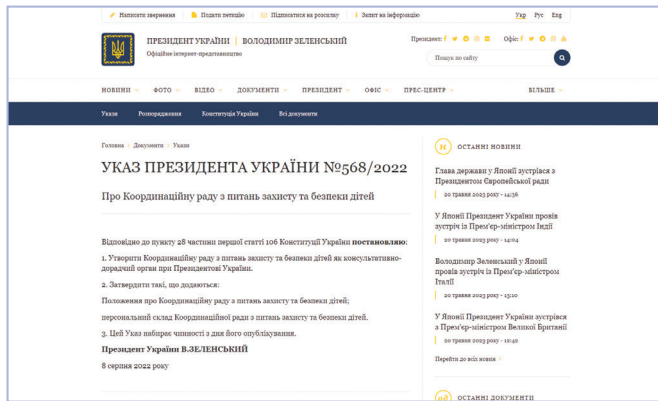 Написати звернення
Подати петицію
Підписатися на розсилку
Запит на інформацію
Укр Рус Eng
ПРЕЗИДЕНТ УКРАЇНИ | ВОЛОДИМИР ЗЕЛЕНСЬКИЙ
Офіційне інтернет-представництво
Президент:
Офіс:
Пошук по сайту
НОВИНИ ФОТО ВІДЕО ДОКУМЕНТИ ПРЕЗИДЕНТ ОФІС ПРЕС-ЦЕНТР БІЛЬШЕ
Укази Розпорядження Конституція України Всі документи
Головна Документи Укази
УКАЗ ПРЕЗИДЕНТА УКРАЇНИ №568/2022
Про Координаційну раду з питань захисту та безпеки дітей
Відповідно до пункту 28 частини першої статті 106 Конституції України постановляю:
1. Утворити Координаційну раду з питань захисту та безпеки дітей як консультативно-
дорадчий орган при Президентові України.
2. Затвердити такі, що додаються:
Положення про Координаційну раду з питань захисту та безпеки дітей;
персональний склад Координаційної ради з питань захисту та безпеки дітей.
3. Цей Указ набирає чинності з дня його опублікування.
Президент України В.ЗЕЛЕНСЬКИЙ
8 серпня 2022 року
ОСТАННІ НОВИНИ
Глава держави у Японії зустрівся з
Президентом Європейської ради
20 травня 2023 року - 14:36
У Японії Президент України провів
зустріч із Прем'єр-міністром Індії
20 травня 2023 року - 14:04
Володимир Зеленський у Японії
провів зустріч із Прем'єр-міністром
Італії
20 травня 2023 року - 13:10
У Японії Президент України зустрівся
з Прем'єр-міністром Великої Британії
20 травня 2023 року - 12:42
Перейти до всіх новин
ОСТАННІ ДОКУМЕНТИ